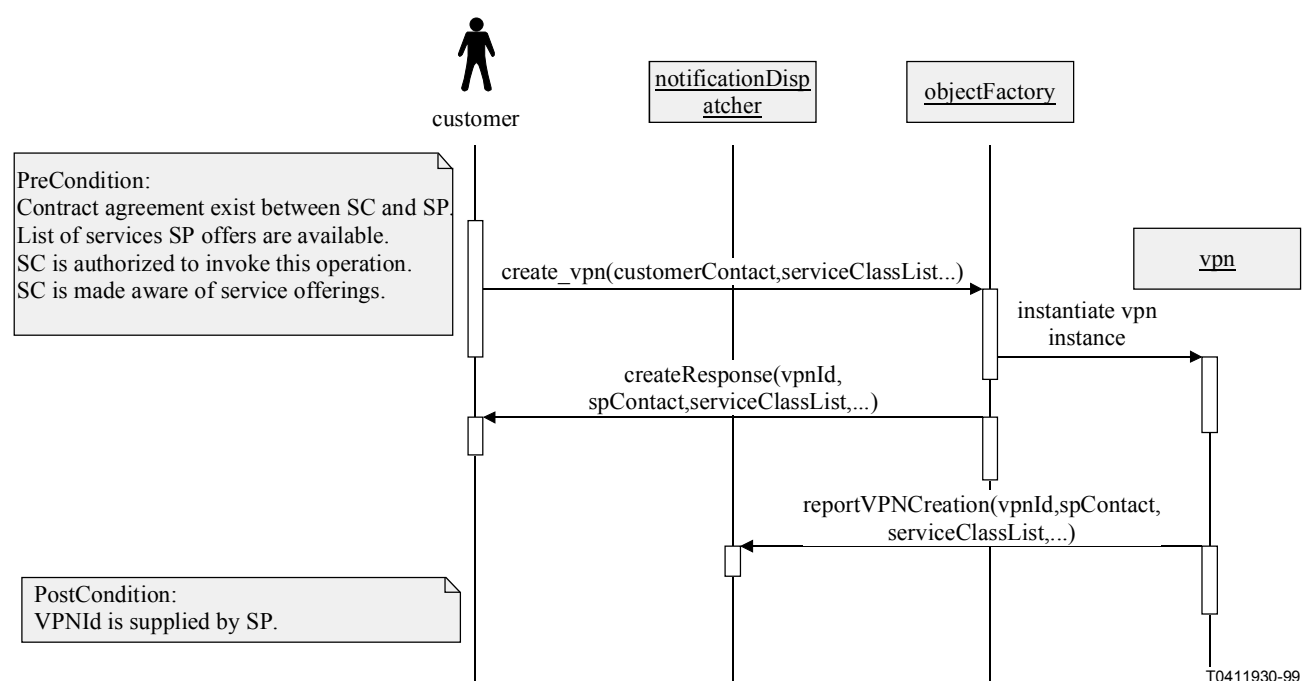 customer
notificationDisp
atcher
objectFactory
PreCondition:
Contract agreement exist between SC and SP.
List of services SP offers are available.
SC is authorized to invoke this operation.
SC is made aware of service offerings.
vpn
create_vpn(customerContact,serviceClassList...)
instantiate vpn
instance
createResponse(vpnId,
spContact,serviceClassList,...)
reportVPNCreation(vpnId,spContact,
serviceClassList,...)
PostCondition:
VPNId is supplied by SP.
T0411930-99